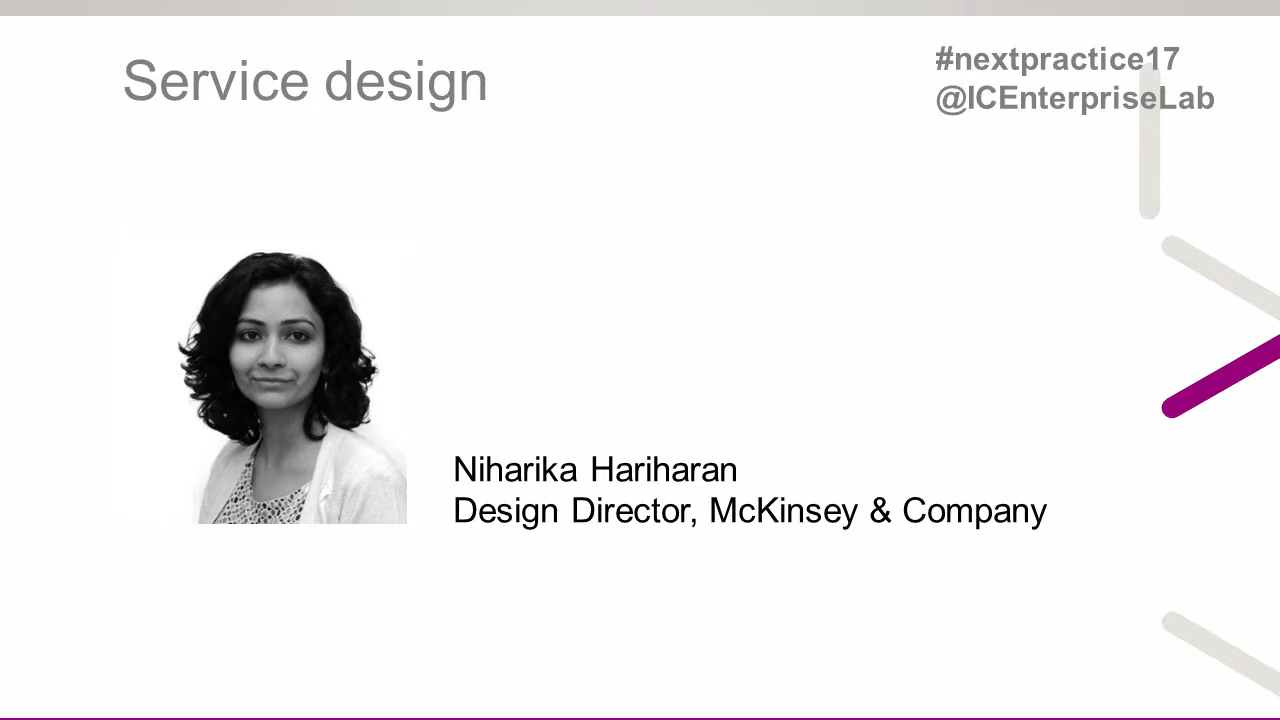 Service design
#nextpractice17
@ICEnterpriseLab
Niharika Hariharan
Design Director, McKinsey & Company